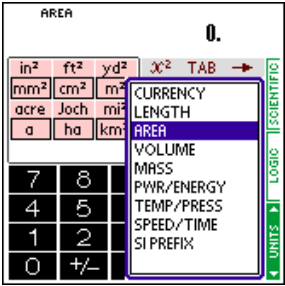 AREA
0.
in² ft² yd² x² TAB →
mm² cm² m²
acre Joch mi²
a ha km
CURRENCY
LENGTH
AREA
VOLUME
MASS
PWR/ENERGY
TEMP/PRESS
SPEED/TIME
SI PREFIX
7 8
4 5
1 2
0 +/−
SCIENTIFIC
LOGIC
◄ UNITS ►